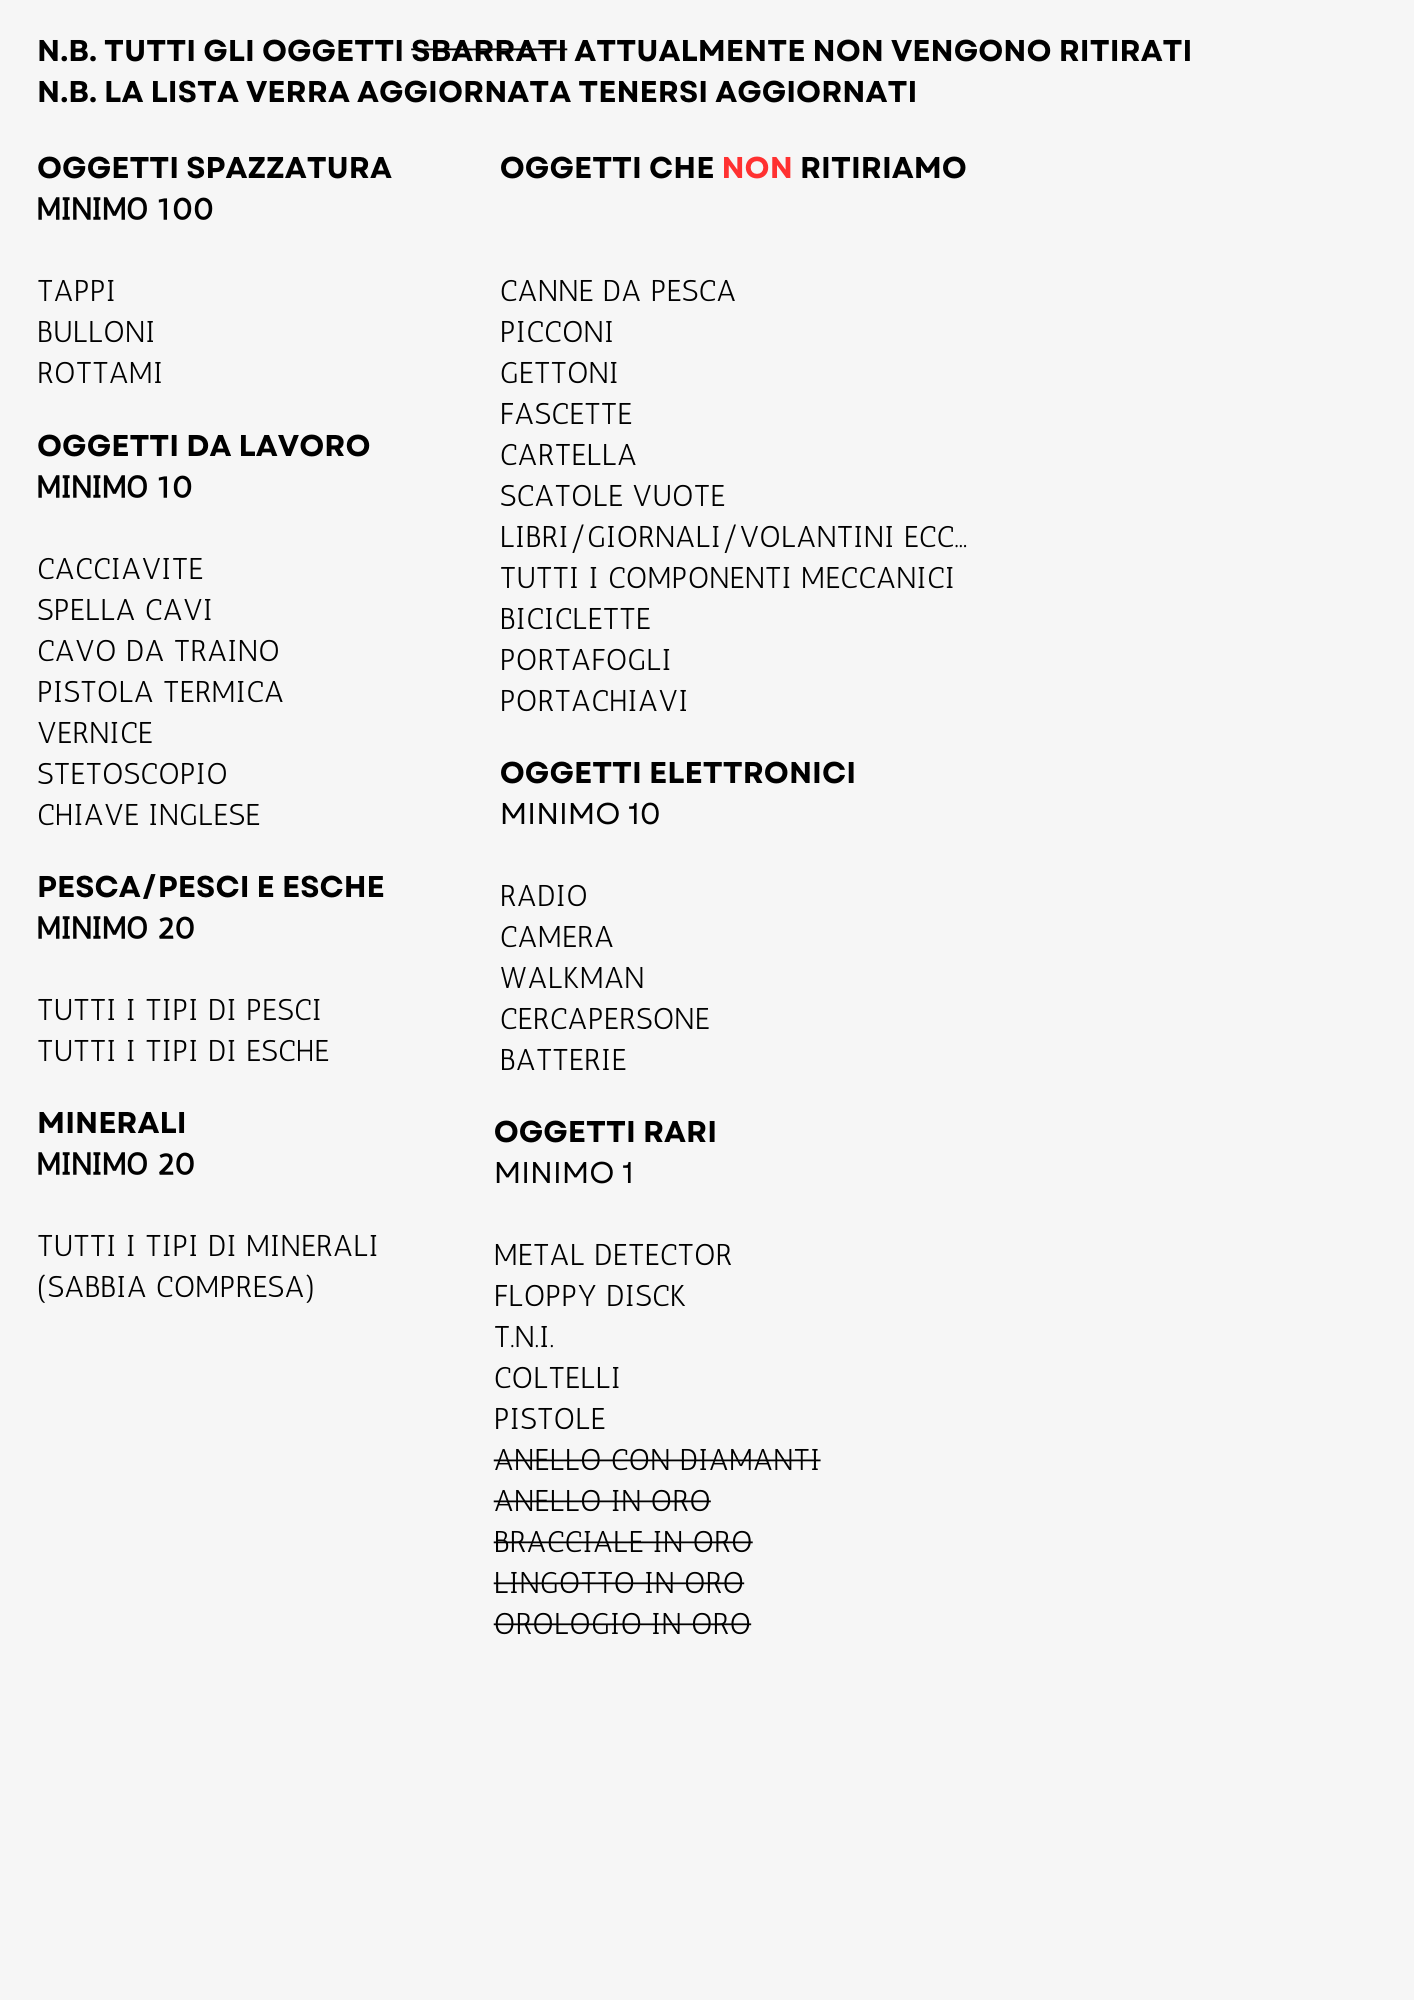 N.B. TUTTI GLI OGGETTI SBARRATI ATTUALMENTE NON VENGONO RITIRATI
N.B. LA LISTA VERRA AGGIORNATA TENERSI AGGIORNATI
OGGETTI SPAZZATURA
MINIMO 100
TAPPI
BULLONI
ROTTAMI
OGGETTI DA LAVORO
MINIMO 10
CACCIAVITE
SPELLA CAVI
CAVO DA TRAINO
PISTOLA TERMICA
VERNICE
STETOSCOPIO
CHIAVE INGLESE
PESCA/PESCI E ESCHE
MINIMO 20
TUTTI I TIPI DI PESCI
TUTTI I TIPI DI ESCHE
MINERALI
MINIMO 20
TUTTI I TIPI DI MINERALI
(SABBIA COMPRESA)
OGGETTI CHE NON RITIRIAMO
CANNE DA PESCA
PICCONI
GETTONI
FASCETTE
CARTELLA
SCATOLE VUOTE
LIBRI/GIORNALI/VOLANTINI ECC...
TUTTI I COMPONENTI MECCANICI
BICICLETTE
PORTAFOGLI
PORTACHIAVI
OGGETTI ELETTRONICI
MINIMO 10
RADIO
CAMERA
WALKMAN
CERCAPERSONE
BATTERIE
OGGETTI RARI
MINIMO 1
METAL DETECTOR
FLOPPY DISCK
T.N.I.
COLTELLI
PISTOLE
ANELLO CON DIAMANTI
ANELLO IN ORO
BRACCIALE IN ORO
LINGOTTO IN ORO
OROLOGIO IN ORO